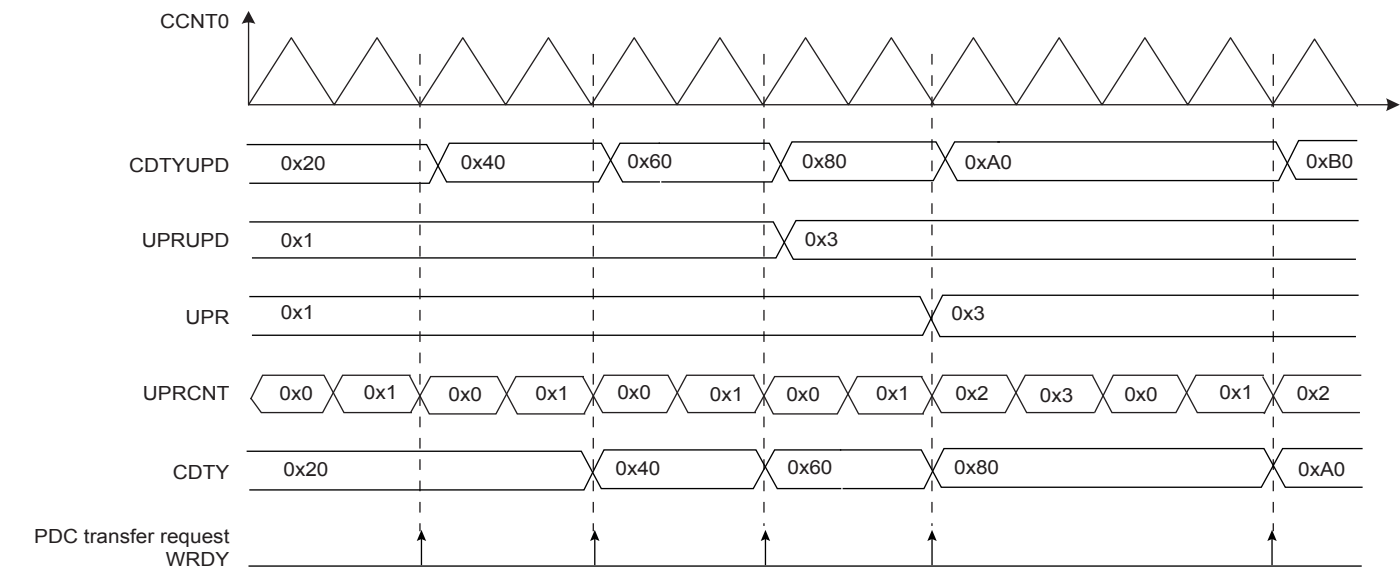 CCNT0
CDTYUPD 0x20 0x40 0x60 0x80 0xA0 0xB0
UPRUPD 0x1 0x3
UPR 0x1 0x3
UPRCNT 0x0 0x1 0x0 0x1 0x0 0x1 0x0 0x1 0x2 0x3 0x0 0x1 0x2
CDTY 0x20 0x40 0x60 0x80 0xA0
PDC transfer request
WRDY